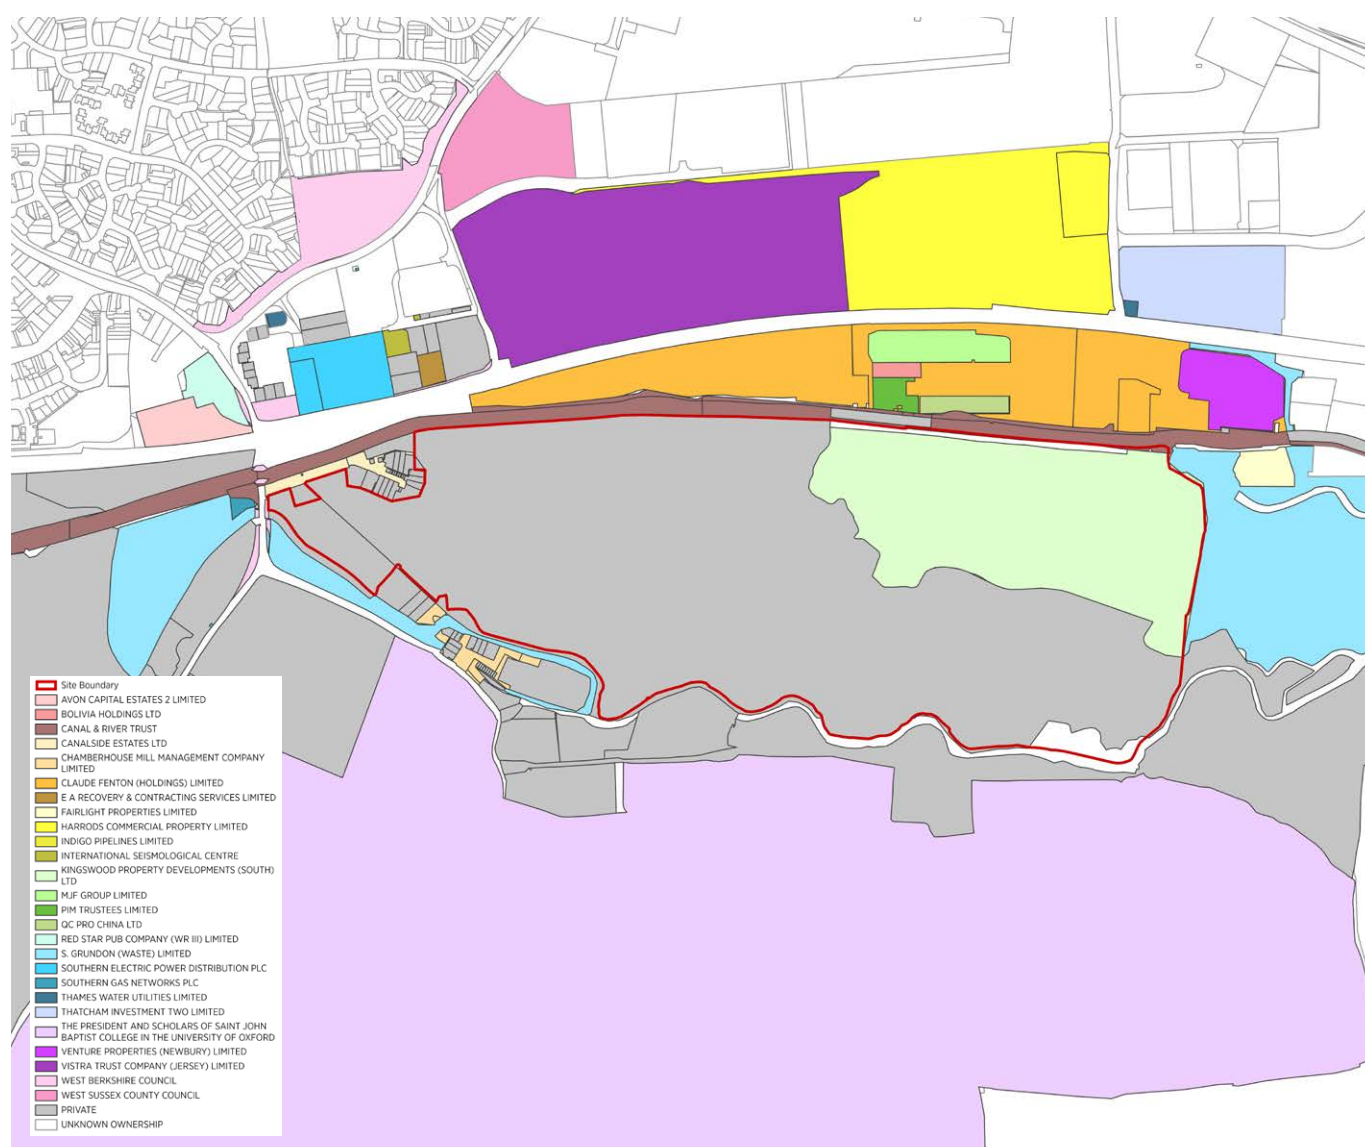 Site Boundary
AVON CAPITAL ESTATES 2 LIMITED
BOLIVIA HOLDINGS LTD
CANAL & RIVER TRUST
CANALSIDE ESTATES LTD
CHAMBERHOUSE MILL MANAGEMENT COMPANY
LIMITED
CLAUDE FENTON (HOLDINGS) LIMITED
E A RECOVERY & CONTRACTING SERVICES LIMITED
FAIRLIGHT PROPERTIES LIMITED
HARRODS COMMERCIAL PROPERTY LIMITED
INDIGO PIPELINES LIMITED
INTERNATIONAL SEISMOLOGICAL CENTRE
KINGSWOOD PROPERTY DEVELOPMENTS (SOUTH)
LTD
MJF GROUP LIMITED
PIM TRUSTEES LIMITED
QC PRO CHINA LTD
RED STAR PUB COMPANY (WR III) LIMITED
S. GRUNDON (WASTE) LIMITED
SOUTHERN ELECTRIC POWER DISTRIBUTION PLC
SOUTHERN GAS NETWORKS PLC
THAMES WATER UTILITIES LIMITED
THATCHAM INVESTMENT TWO LIMITED
THE PRESIDENT AND SCHOLARS OF SAINT JOHN
BAPTIST COLLEGE IN THE UNIVERSITY OF OXFORD
VENTURE PROPERTIES (NEWBURY) LIMITED
VISTRA TRUST COMPANY (JERSEY) LIMITED
WEST BERKSHIRE COUNCIL
WEST SUSSEX COUNTY COUNCIL
PRIVATE
UNKNOWN OWNERSHIP